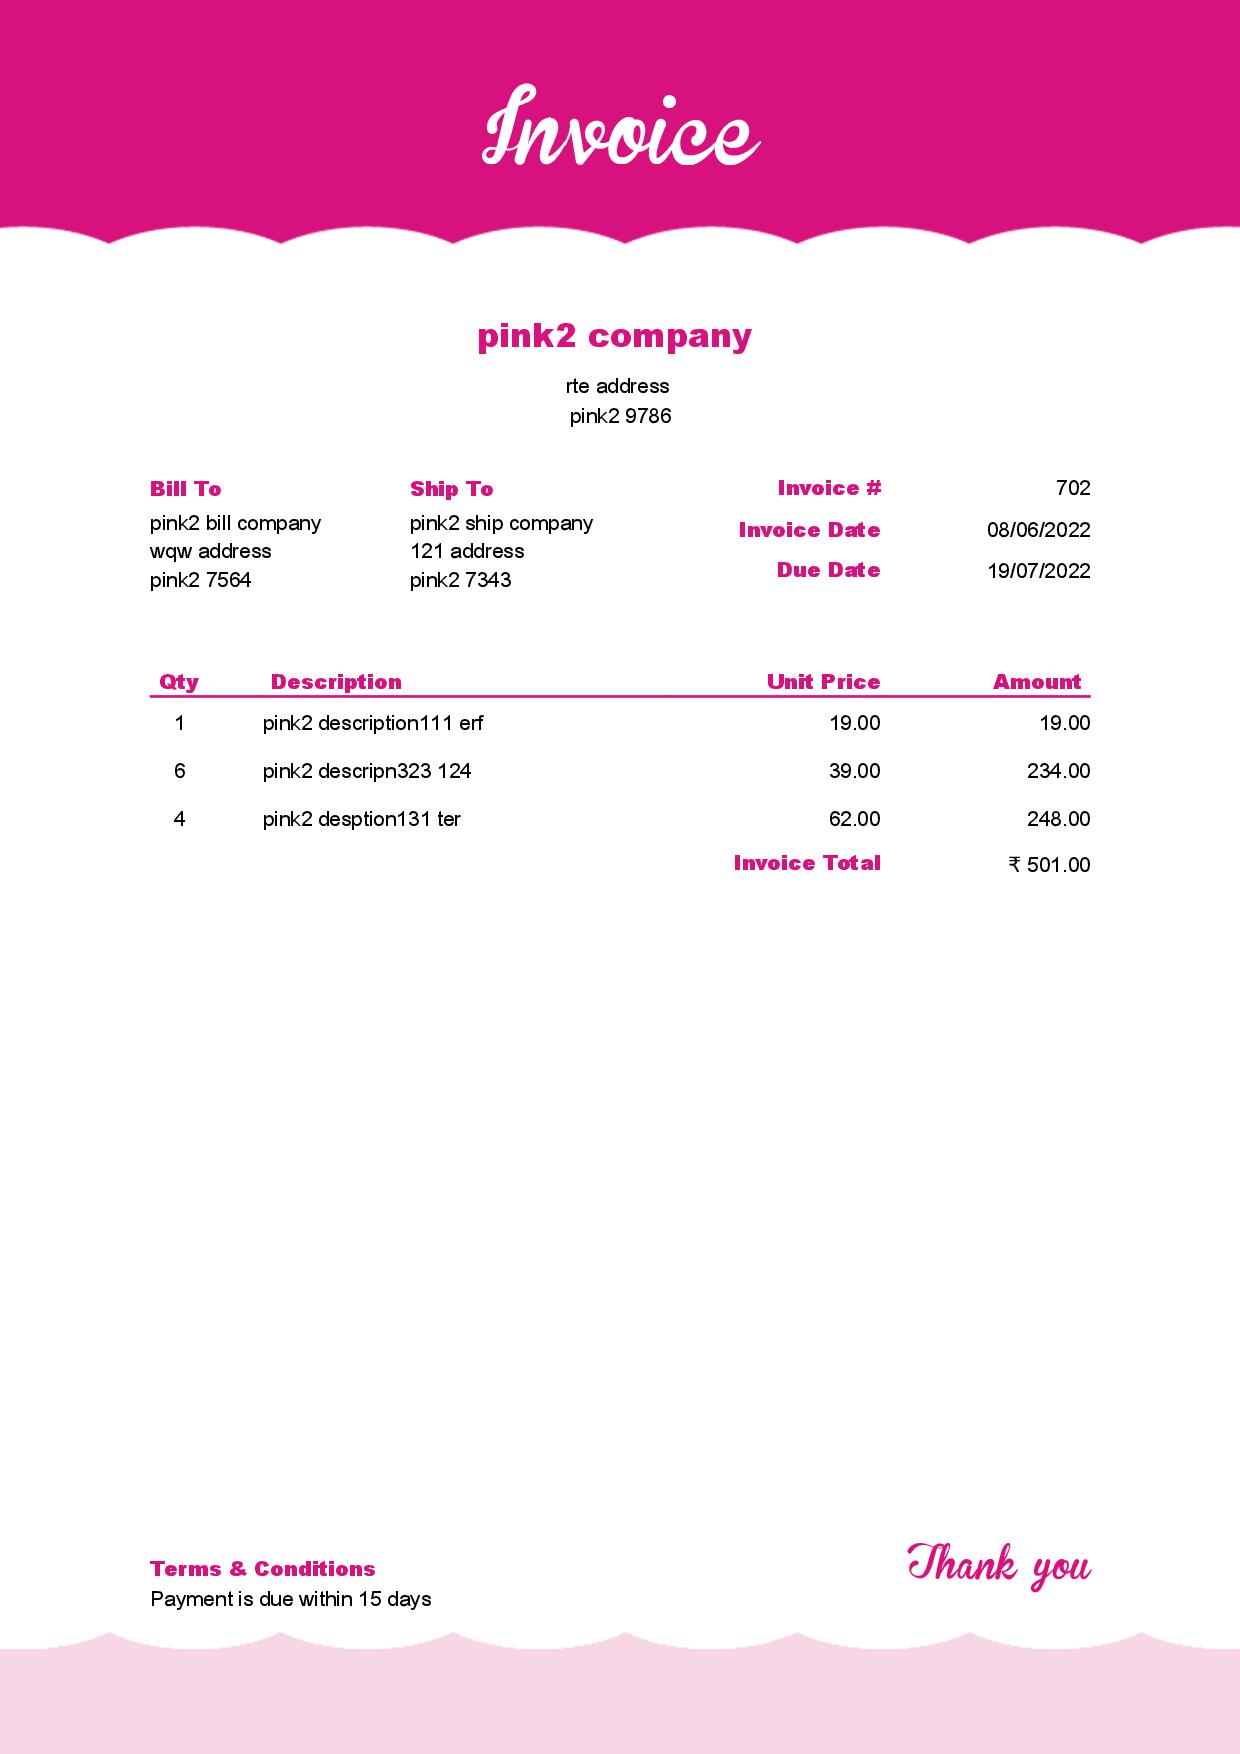 Invoice
pink2 company
rte address
pink2 9786
Bill To
pink2 bill company
wqw address
pink2 7564
Ship To
pink2 ship company
121 address
pink2 7343
Invoice # 702
Invoice Date 08/06/2022
Due Date 19/07/2022
Qty Description Unit Price Amount
1 pink2 description111 erf 19.00 19.00
6 pink2 descripn323 124 39.00 234.00
4 pink2 desption131 ter 62.00 248.00
Invoice Total ₹ 501.00
Terms & Conditions
Payment is due within 15 days
Thank you